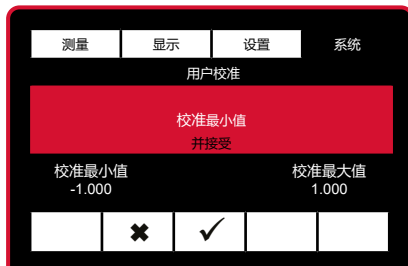 测量 显示 设置 系统
用户校准
校准最小值
并接受
校准最小值 校准最大值
-1.000 1.000